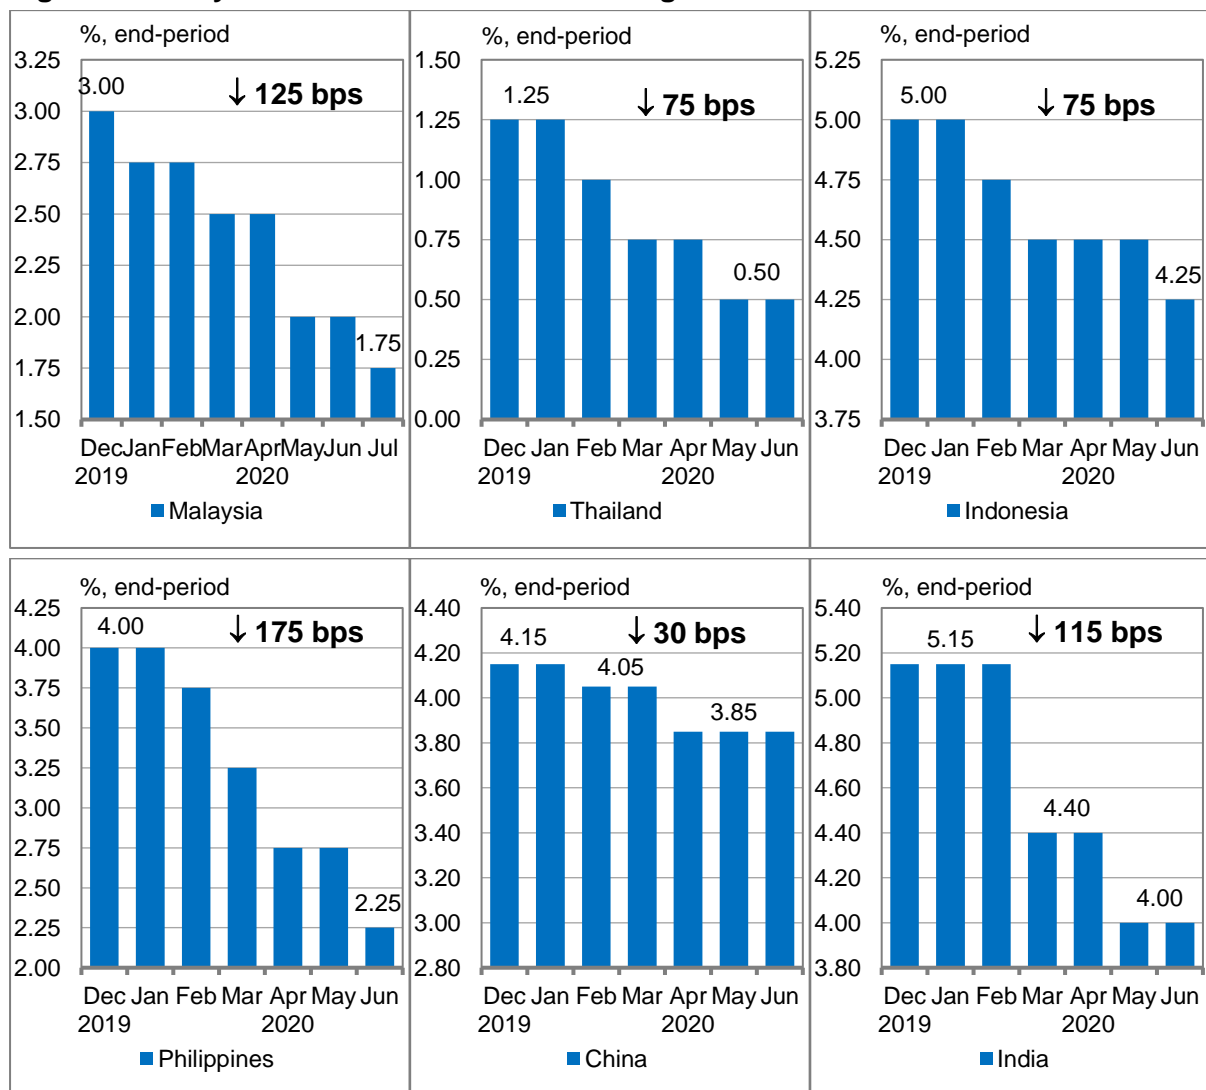 %, end-period
3.25
3.00
2.75
2.50
2.25
2.00
1.75
1.50
3.00
↓ 125 bps
1.75
Dec Jan Feb Mar Apr May Jun Jul
2019 2020
Malaysia
%, end-period
1.50
1.25
1.00
0.75
0.50
0.25
0.00
1.25
↓ 75 bps
0.50
Dec Jan Feb Mar Apr May Jun
2019 2020
Thailand
%, end-period
5.25
5.00
4.75
4.50
4.25
4.00
3.75
5.00
↓ 75 bps
4.25
Dec Jan Feb Mar Apr May Jun
2019 2020
Indonesia
%, end-period
4.25
4.00
3.75
3.50
3.25
3.00
2.75
2.50
2.25
2.00
4.00
↓ 175 bps
2.25
Dec Jan Feb Mar Apr May Jun
2019 2020
Philippines
%, end-period
4.40
4.20
4.00
3.80
3.60
3.40
3.20
3.00
2.80
4.15
↓ 30 bps
4.05
3.85
Dec Jan Feb Mar Apr May Jun
2019 2020
China
%, end-period
5.40
5.20
5.00
4.80
4.60
4.40
4.20
4.00
3.80
5.15
↓ 115 bps
4.40
4.00
Dec Jan Feb Mar Apr May Jun
2019 2020
India